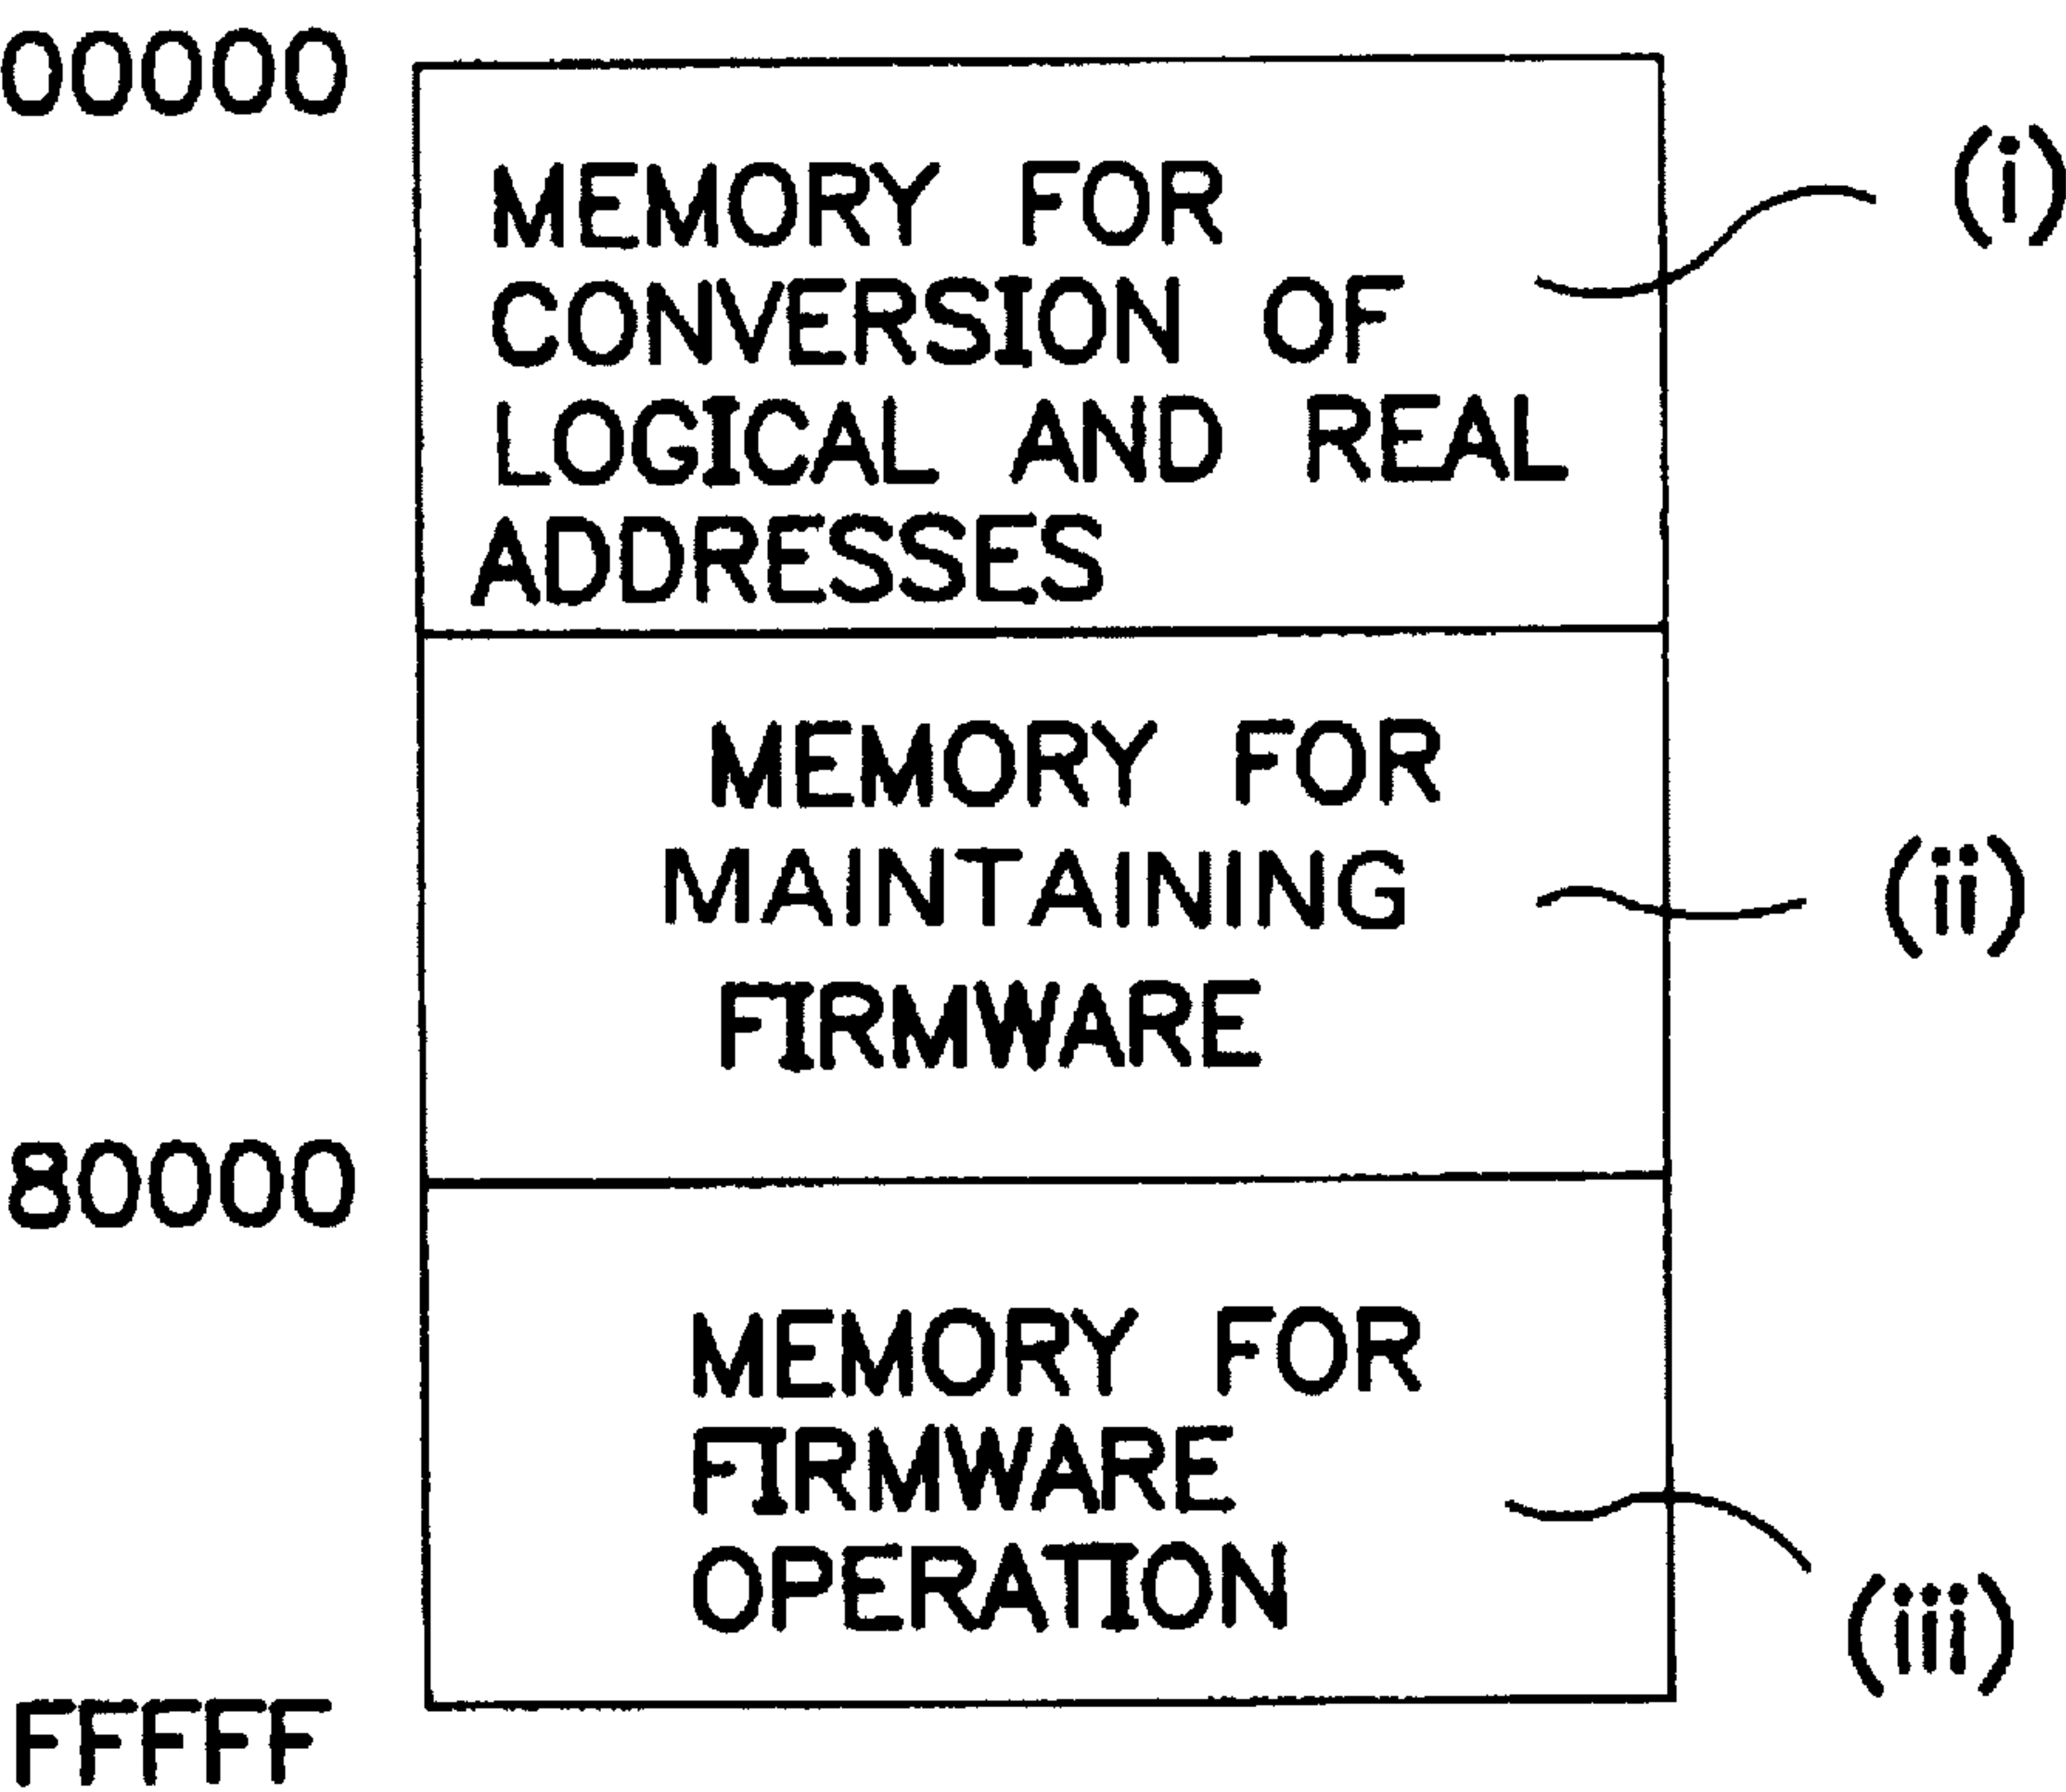 00000
MEMORY FOR
CONVERSION OF
LOGICAL AND REAL
ADDRESSES
(i)
MEMORY FOR
MAINTAINING
FIRMWARE
(ii)
80000
MEMORY FOR
FIRMWARE
OPERATION
(iii)
FFFFF